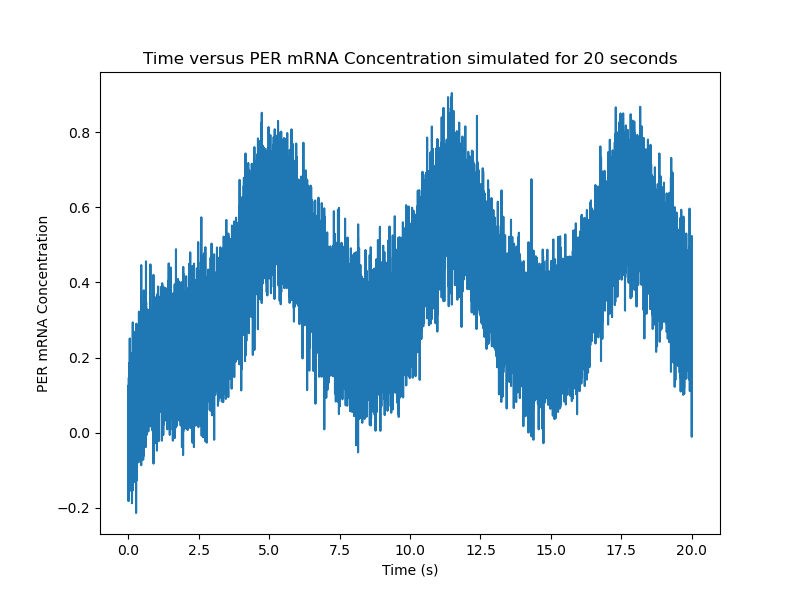 Time versus PER mRNA Concentration simulated for 20 seconds
PER mRNA Concentration
0.8
0.6
0.4
0.2
0.0
−0.2
0.0 2.5 5.0 7.5 10.0 12.5 15.0 17.5 20.0
Time (s)